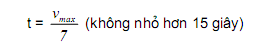 t = v_max / 7 (không nhỏ hơn 15 giây)